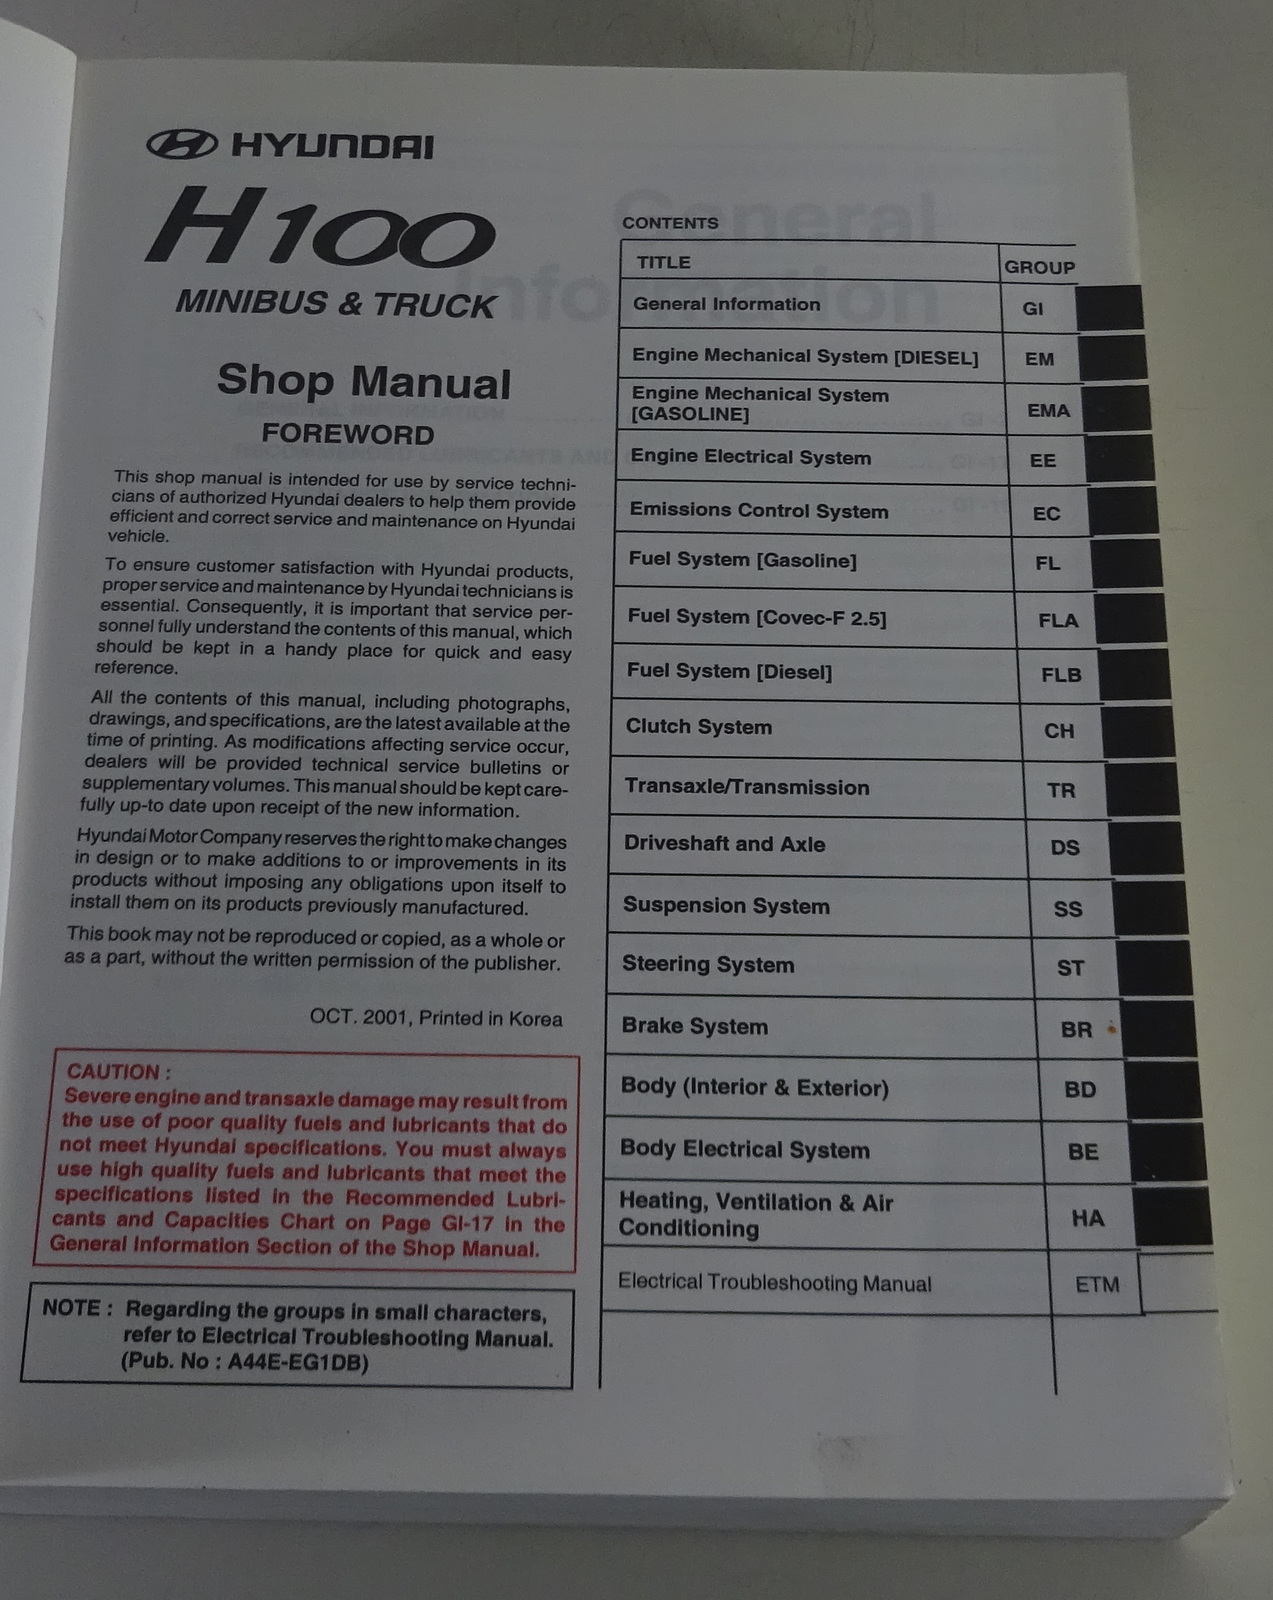 HYUNDAI
H100
MINIBUS & TRUCK
Shop Manual
FOREWORD
This shop manual is intended for use by service techni-
cians of authorized Hyundai dealers to help them provide
efficient and correct service and maintenance on Hyundai
vehicle.
To ensure customer satisfaction with Hyundai products,
proper service and maintenance by Hyundai technicians is
essential. Consequently, it is important that service per-
sonnel fully understand the contents of this manual, which
should be kept in a handy place for quick and easy
reference.
All the contents of this manual, including photographs,
drawings, and specifications, are the latest available at the
time of printing. As modifications affecting service occur,
dealers will be provided technical service bulletins or
supplementary volumes. This manual should be kept care-
fully up-to date upon receipt of the new information.
Hyundai Motor Company reserves the right to make changes
in design or to make additions to or improvements in its
products without imposing any obligations upon itself to
install them on its products previously manufactured.
This book may not be reproduced or copied, as a whole or
as a part, without the written permission of the publisher.
OCT. 2001, Printed in Korea
CAUTION :
Severe engine and transaxle damage may result from
the use of poor quality fuels and lubricants that do
not meet Hyundai specifications. You must always
use high quality fuels and lubricants that meet the
specifications listed in the Recommended Lubri-
cants and Capacities Chart on Page GI-17 in the
General Information Section of the Shop Manual.
NOTE : Regarding the groups in small characters,
refer to Electrical Troubleshooting Manual.
(Pub. No : A44E-EG1DB)
CONTENTS
TITLE GROUP
General Information GI
Engine Mechanical System [DIESEL] EM
Engine Mechanical System
[GASOLINE] EMA
Engine Electrical System EE
Emissions Control System EC
Fuel System [Gasoline] FL
Fuel System [Covec-F 2.5] FLA
Fuel System [Diesel] FLB
Clutch System CH
Transaxle/Transmission TR
Driveshaft and Axle DS
Suspension System SS
Steering System ST
Brake System BR
Body (Interior & Exterior) BD
Body Electrical System BE
Heating, Ventilation & Air
Conditioning HA
Electrical Troubleshooting Manual ETM